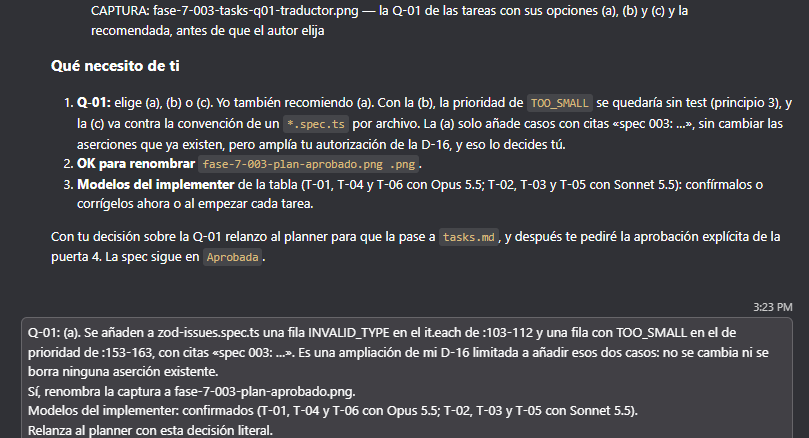 CAPTURA: fase-7-003-tasks-q01-traductor.png — la Q-01 de las tareas con sus opciones (a), (b) y (c) y la
recomendada, antes de que el autor elija
Qué necesito de ti
1. Q-01: elige (a), (b) o (c). Yo también recomiendo (a). Con la (b), la prioridad de TOO_SMALL se quedaría sin test (principio 3), y
la (c) va contra la convención de un *.spec.ts por archivo. La (a) solo añade casos con citas «spec 003: …», sin cambiar las
aserciones que ya existen, pero amplía tu autorización de la D-16, y eso lo decides tú.
2. OK para renombrar fase-7-003-plan-aprobado.png .png.
3. Modelos del implementer de la tabla (T-01, T-04 y T-06 con Opus 5.5; T-02, T-03 y T-05 con Sonnet 5.5): confírmalos o
corrígelos ahora o al empezar cada tarea.
Con tu decisión sobre la Q-01 relanzo al planner para que la pase a tasks.md, y después te pediré la aprobación explícita de la
puerta 4. La spec sigue en Aprobada.
3:23 PM
Q-01: (a). Se añaden a zod-issues.spec.ts una fila INVALID_TYPE en el it.each de :103-112 y una fila con TOO_SMALL en el de
prioridad de :153-163, con citas «spec 003: …». Es una ampliación de mi D-16 limitada a añadir esos dos casos: no se cambia ni se
borra ninguna aserción existente.
Sí, renombra la captura a fase-7-003-plan-aprobado.png.
Modelos del implementer: confirmados (T-01, T-04 y T-06 con Opus 5.5; T-02, T-03 y T-05 con Sonnet 5.5).
Relanza al planner con esta decisión literal.